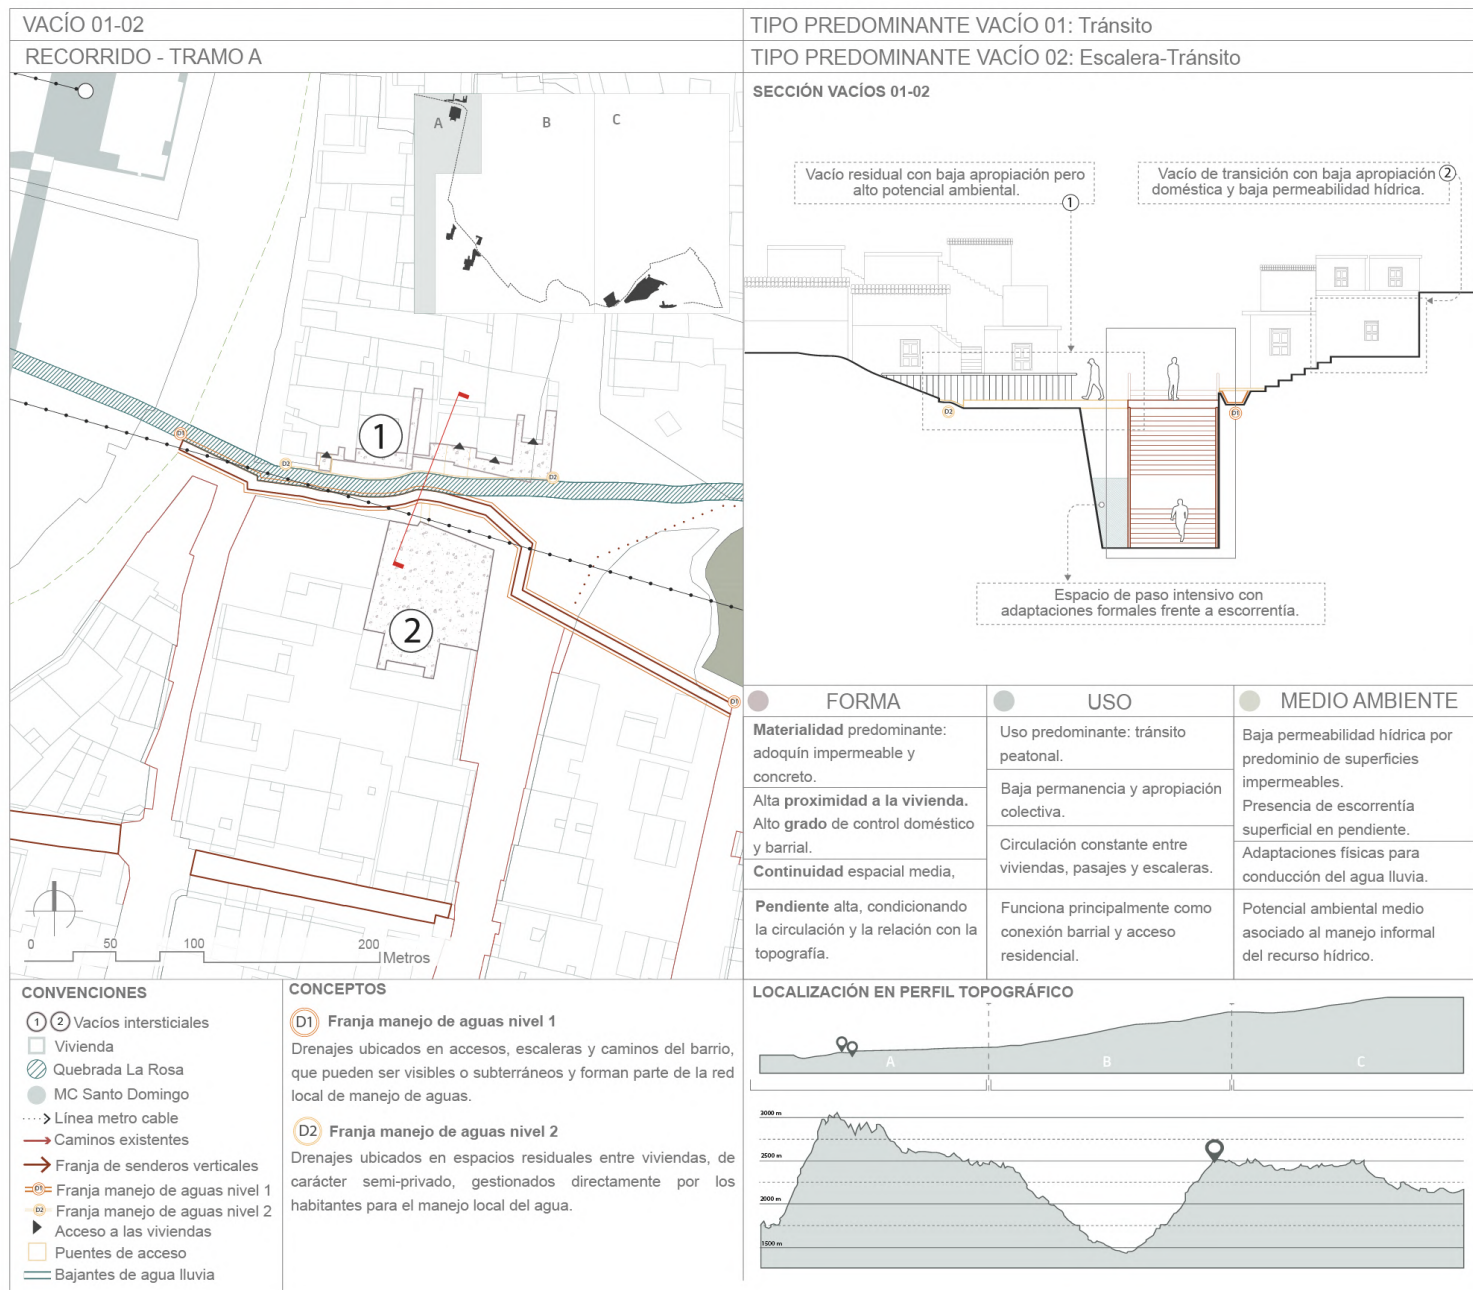 VACÍO 01-02
RECORRIDO - TRAMO A
TIPO PREDOMINANTE VACÍO 01: Tránsito
TIPO PREDOMINANTE VACÍO 02: Escalera-Tránsito
A
B
C
D1
D2
1
D2
2
D1
0
50
100
200
Metros
SECCIÓN VACÍOS 01-02
Vacío residual con baja apropiación pero
alto potencial ambiental.
1
Vacío de transición con baja apropiación
doméstica y baja permeabilidad hídrica.
2
D2
D1
Espacio de paso intensivo con
adaptaciones formales frente a escorrentía.
FORMA
Materialidad predominante:
adoquín impermeable y
concreto.
Alta proximidad a la vivienda.
Alto grado de control doméstico
y barrial.
Continuidad espacial media,
Pendiente alta, condicionando
la circulación y la relación con la
topografía.
USO
Uso predominante: tránsito
peatonal.
Baja permanencia y apropiación
colectiva.
Circulación constante entre
viviendas, pasajes y escaleras.
Funciona principalmente como
conexión barrial y acceso
residencial.
MEDIO AMBIENTE
Baja permeabilidad hídrica por
predominio de superficies
impermeables.
Presencia de escorrentía
superficial en pendiente.
Adaptaciones físicas para
conducción del agua lluvia.
Potencial ambiental medio
asociado al manejo informal
del recurso hídrico.
CONVENCIONES
1 2 Vacíos intersticiales
Vivienda
Quebrada La Rosa
MC Santo Domingo
Línea metro cable
Caminos existentes
Franja de senderos verticales
D1 Franja manejo de aguas nivel 1
D2 Franja manejo de aguas nivel 2
Acceso a las viviendas
Puentes de acceso
Bajantes de agua lluvia
CONCEPTOS
D1 Franja manejo de aguas nivel 1
Drenajes ubicados en accesos, escaleras y caminos del barrio,
que pueden ser visibles o subterráneos y forman parte de la red
local de manejo de aguas.
D2 Franja manejo de aguas nivel 2
Drenajes ubicados en espacios residuales entre viviendas, de
carácter semi-privado, gestionados directamente por los
habitantes para el manejo local del agua.
LOCALIZACIÓN EN PERFIL TOPOGRÁFICO
A
B
C
3000 m
2500 m
2000 m
1500 m